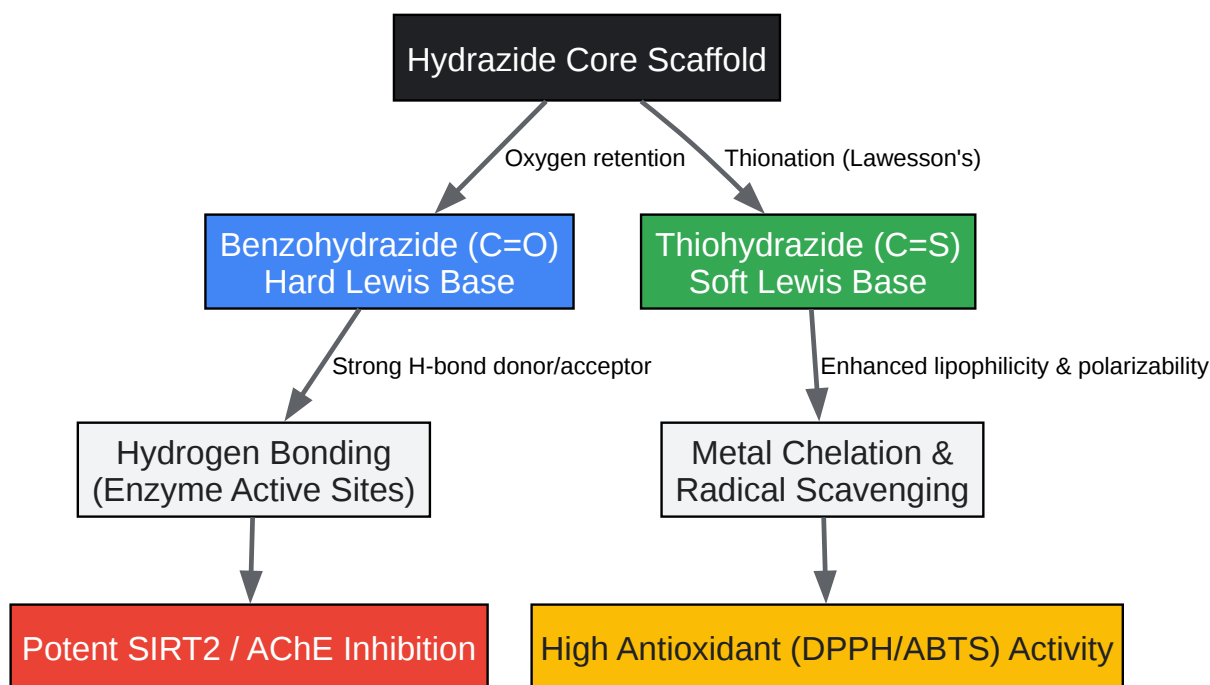 Hydrazide Core Scaffold
Oxygen retention
Thionation (Lawesson's)
Benzohydrazide (C=O)
Hard Lewis Base
Thiohydrazide (C=S)
Soft Lewis Base
Strong H-bond donor/acceptor
Enhanced lipophilicity & polarizability
Hydrogen Bonding
(Enzyme Active Sites)
Metal Chelation &
Radical Scavenging
Potent SIRT2 / AChE Inhibition
High Antioxidant (DPPH/ABTS) Activity